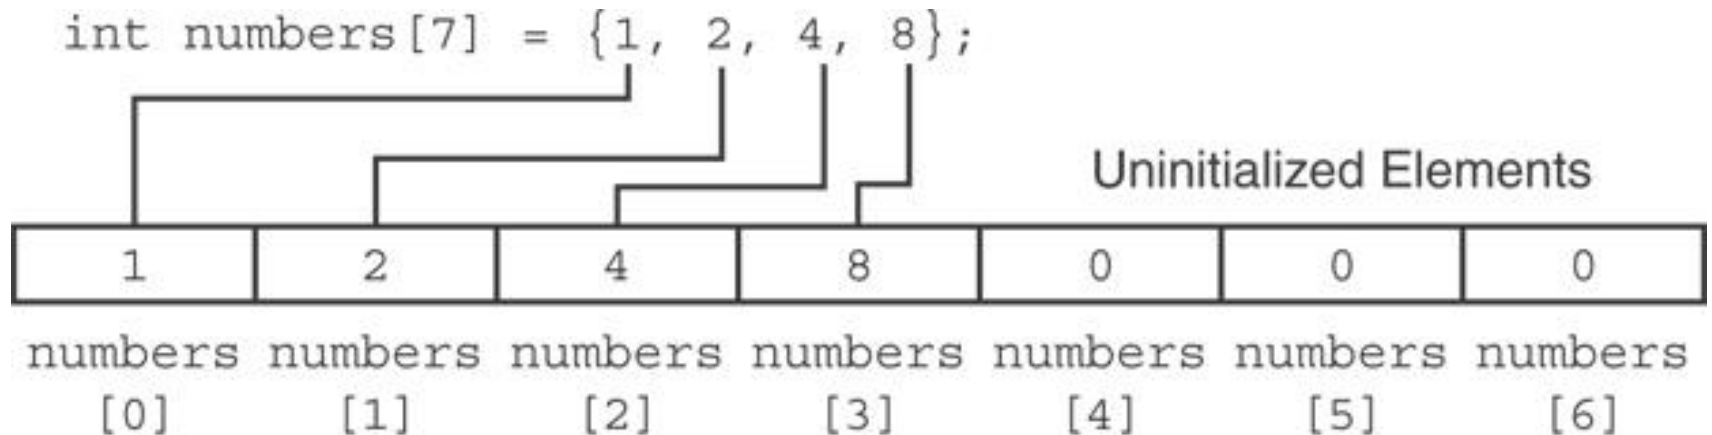 int numbers[7] = {1, 2, 4, 8};
Uninitialized Elements
1 2 4 8 0 0 0
numbers numbers numbers numbers numbers numbers numbers
[0] [1] [2] [3] [4] [5] [6]